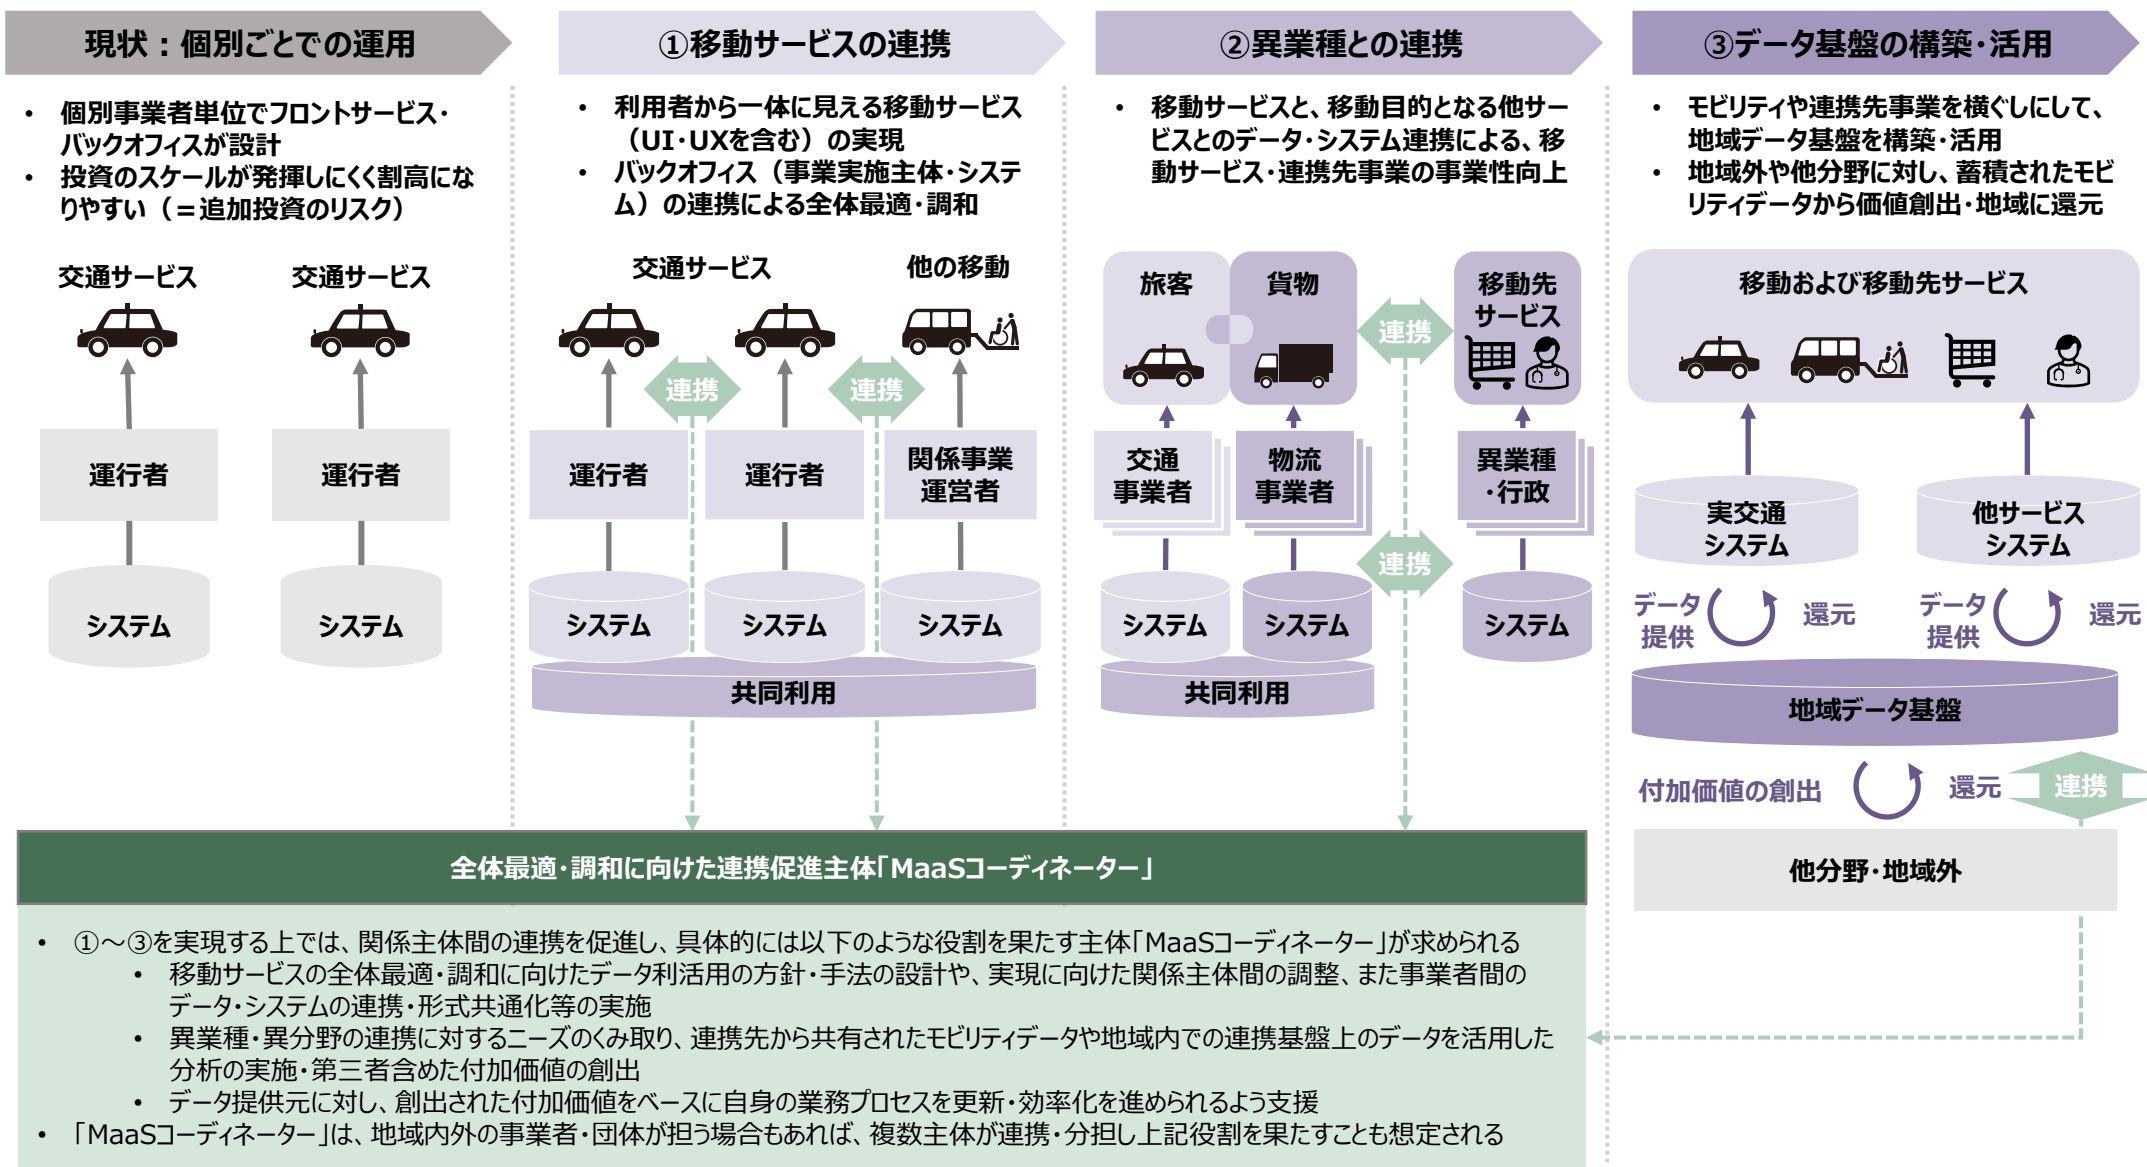 現状：個別ごとでの運用
• 個別事業者単位でフロントサービス・
バックオフィスが設計
• 投資のスケールが発揮しにくく割高にな
りやすい（＝追加投資のリスク）
交通サービス
交通サービス
運行者
運行者
システム
システム
①移動サービスの連携
• 利用者から一体に見える移動サービス
（UI・UXを含む）の実現
• バックオフィス（事業実施主体・システ
ム）の連携による全体最適・調和
交通サービス
他の移動
連携
連携
運行者
運行者
関係事業
運営者
システム
システム
システム
共同利用
②異業種との連携
• 移動サービスと、移動目的となる他サー
ビスとのデータ・システム連携による、移
動サービス・連携先事業の事業性向上
旅客
貨物
移動先
サービス
連携
交通
事業者
物流
事業者
異業種
・行政
連携
システム
システム
システム
共同利用
③データ基盤の構築・活用
• モビリティや連携先事業を横ぐしにして、
地域データ基盤を構築・活用
• 地域外や他分野に対し、蓄積されたモビ
リティデータから価値創出・地域に還元
移動および移動先サービス
実交通
システム
他サービス
システム
データ
提供
還元
データ
提供
還元
地域データ基盤
付加価値の創出
還元
連携
他分野・地域外
全体最適・調和に向けた連携促進主体「MaaSコーディネーター」
• ①～③を実現する上では、関係主体間の連携を促進し、具体的には以下のような役割を果たす主体「MaaSコーディネーター」が求められる
• 移動サービスの全体最適・調和に向けたデータ利活用の方針・手法の設計や、実現に向けた関係主体間の調整、また事業者間の
データ・システムの連携・形式共通化等の実施
• 異業種・異分野の連携に対するニーズのくみ取り、連携先から共有されたモビリティデータや地域内での連携基盤上のデータを活用した
分析の実施・第三者含めた付加価値の創出
• データ提供元に対し、創出された付加価値をベースに自身の業務プロセスを更新・効率化を進められるよう支援
• 「MaaSコーディネーター」は、地域内外の事業者・団体が担う場合もあれば、複数主体が連携・分担し上記役割を果たすことも想定される